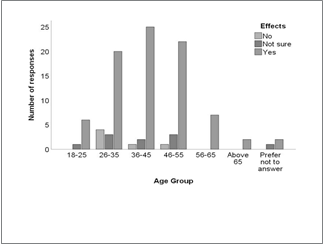 Effects
No
Not sure
Yes
Number of responses
25
20
15
10
5
0
18-25 26-35 36-45 46-55 56-65 Above 65 Prefer not to answer
Age Group